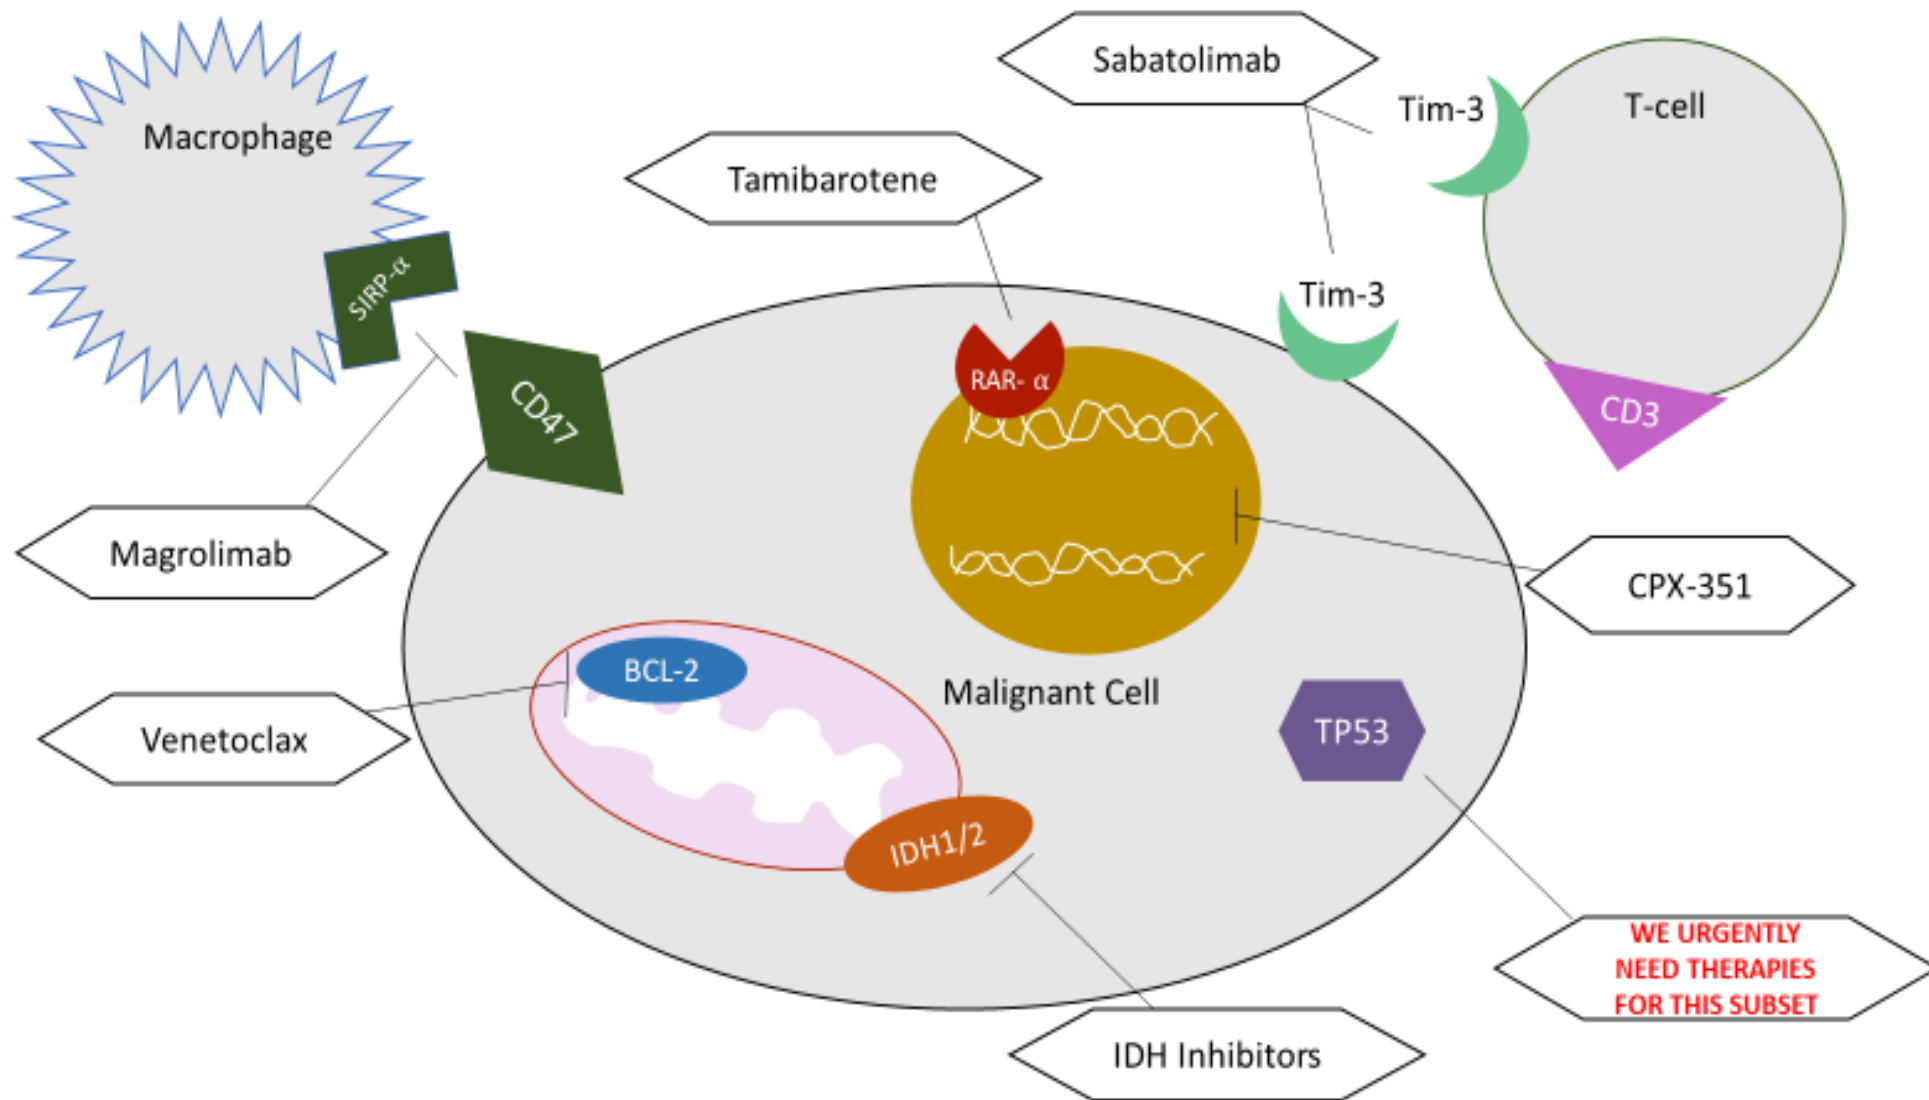 Sabatolimab
Tim-3
T-cell
Macrophage
Tamibarotene
SIRP-α
Tim-3
RAR- α
CD47
CD3
Magrolimab
CPX-351
BCL-2
Malignant Cell
Venetoclax
TP53
IDH1/2
WE URGENTLY
NEED THERAPIES
FOR THIS SUBSET
IDH Inhibitors